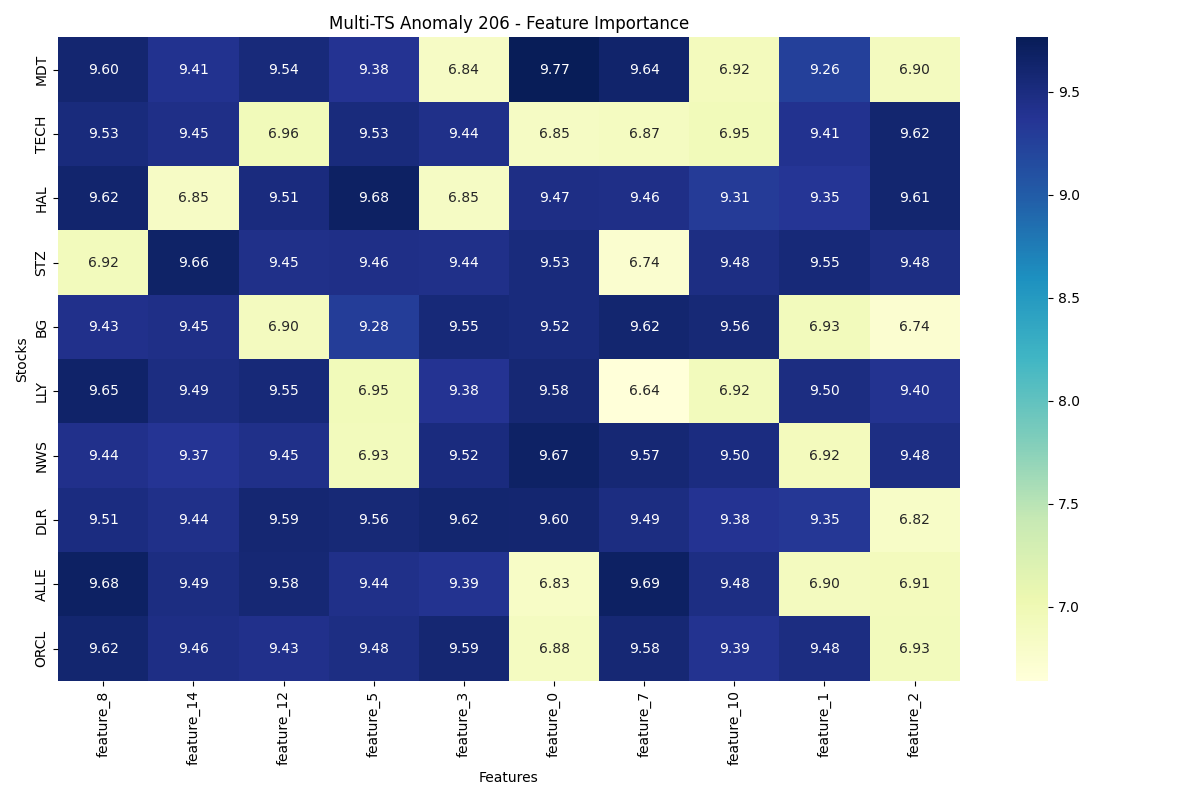 Multi-TS Anomaly 206 - Feature Importance
Stocks
MDT 9.60 9.41 9.54 9.38 6.84 9.77 9.64 6.92 9.26 6.90
TECH 9.53 9.45 6.96 9.53 9.44 6.85 6.87 6.95 9.41 9.62
HAL 9.62 6.85 9.51 9.68 6.85 9.47 9.46 9.31 9.35 9.61
STZ 6.92 9.66 9.45 9.46 9.44 9.53 6.74 9.48 9.55 9.48
BG 9.43 9.45 6.90 9.28 9.55 9.52 9.62 9.56 6.93 6.74
LLY 9.65 9.49 9.55 6.95 9.38 9.58 6.64 6.92 9.50 9.40
NWS 9.44 9.37 9.45 6.93 9.52 9.67 9.57 9.50 6.92 9.48
DLR 9.51 9.44 9.59 9.56 9.62 9.60 9.49 9.38 9.35 6.82
ALLE 9.68 9.49 9.58 9.44 9.39 6.83 9.69 9.48 6.90 6.91
ORCL 9.62 9.46 9.43 9.48 9.59 6.88 9.58 9.39 9.48 6.93
feature_8 feature_14 feature_12 feature_5 feature_3 feature_0 feature_7 feature_10 feature_1 feature_2
Features
9.5
9.0
8.5
8.0
7.5
7.0